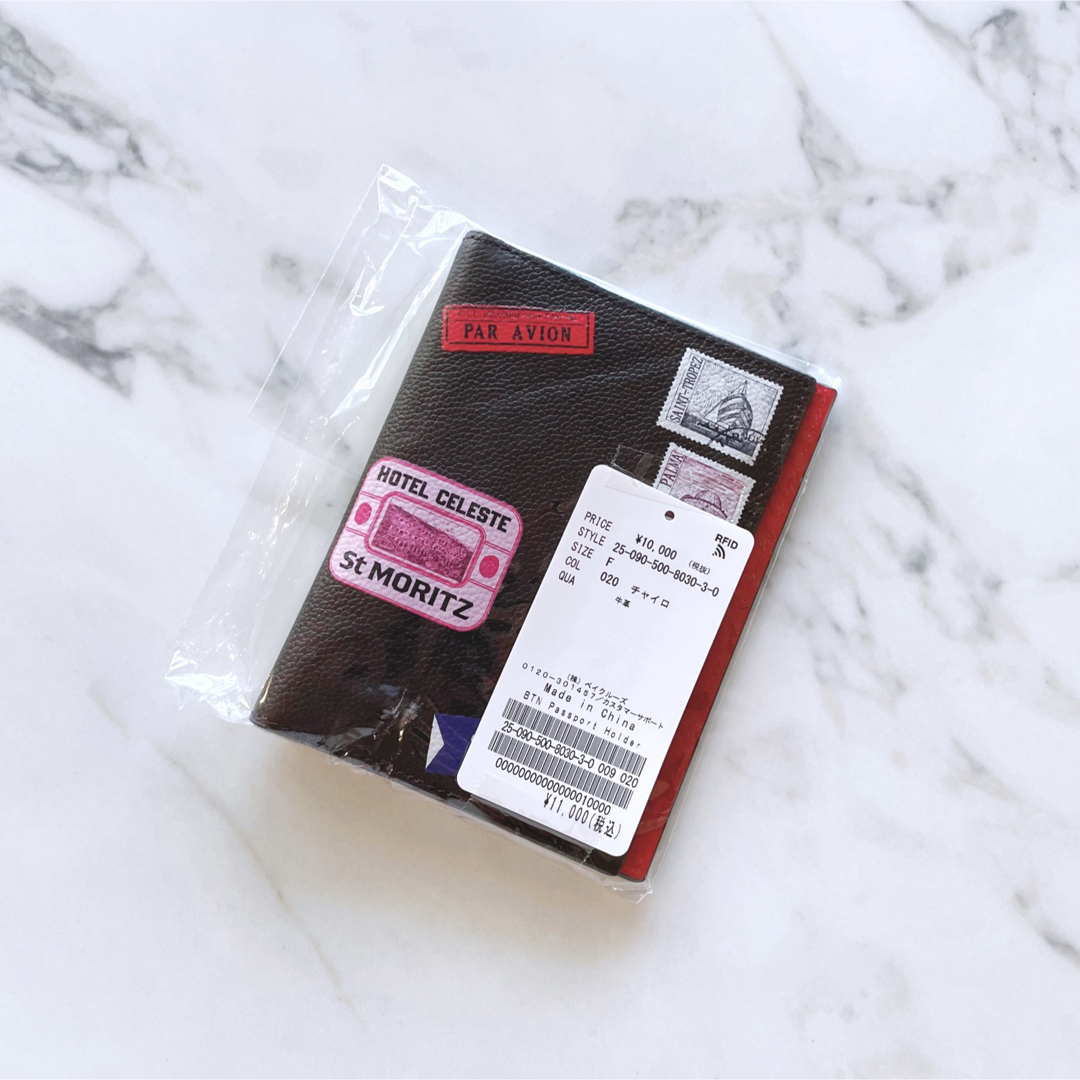 PAR AVION
SAINT-TROPEZ
PALMA
HOTEL CELESTE
St MORITZ
RFID
PRICE ¥10,000 (税抜)
STYLE 25-090-500-8030-3-0
SIZE F
COL 020 チャイロ
QUA 牛革
(株) ベイクルーズ
0120-301457/カスタマーサポート
Made in China
BTN Passport Holder
25-090-500-8030-3-0 009 020
0000000000000010000
¥11,000(税込)